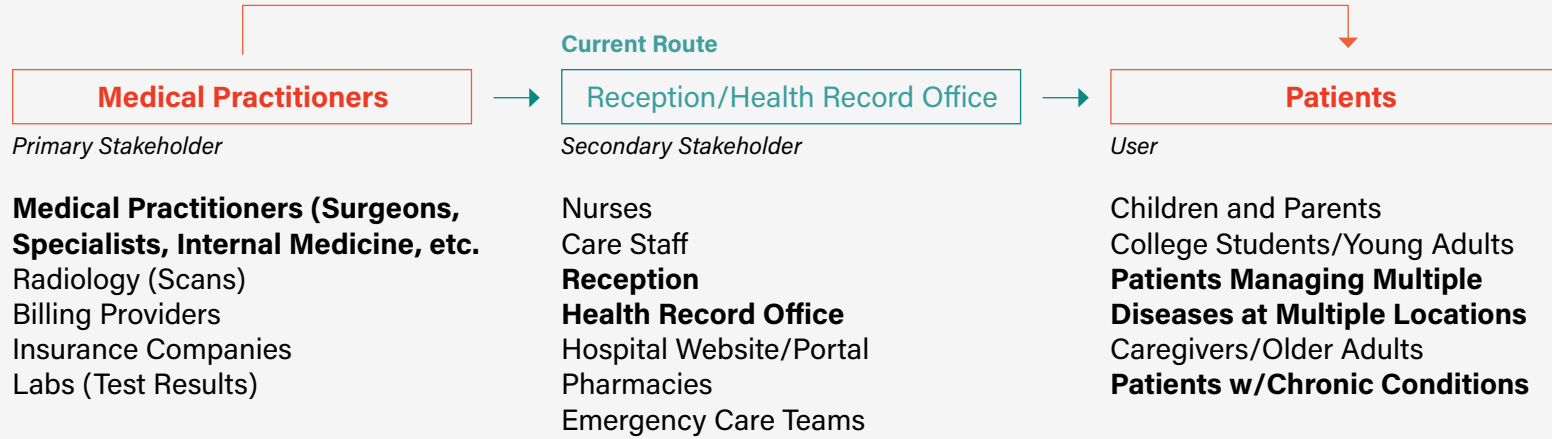 Current Route
Medical Practitioners
Reception/Health Record Office
Patients
Primary Stakeholder
Secondary Stakeholder
User
Medical Practitioners (Surgeons,
Specialists, Internal Medicine, etc.
Radiology (Scans)
Billing Providers
Insurance Companies
Labs (Test Results)
Nurses
Care Staff
Reception
Health Record Office
Hospital Website/Portal
Pharmacies
Emergency Care Teams
Children and Parents
College Students/Young Adults
Patients Managing Multiple
Diseases at Multiple Locations
Caregivers/Older Adults
Patients w/Chronic Conditions